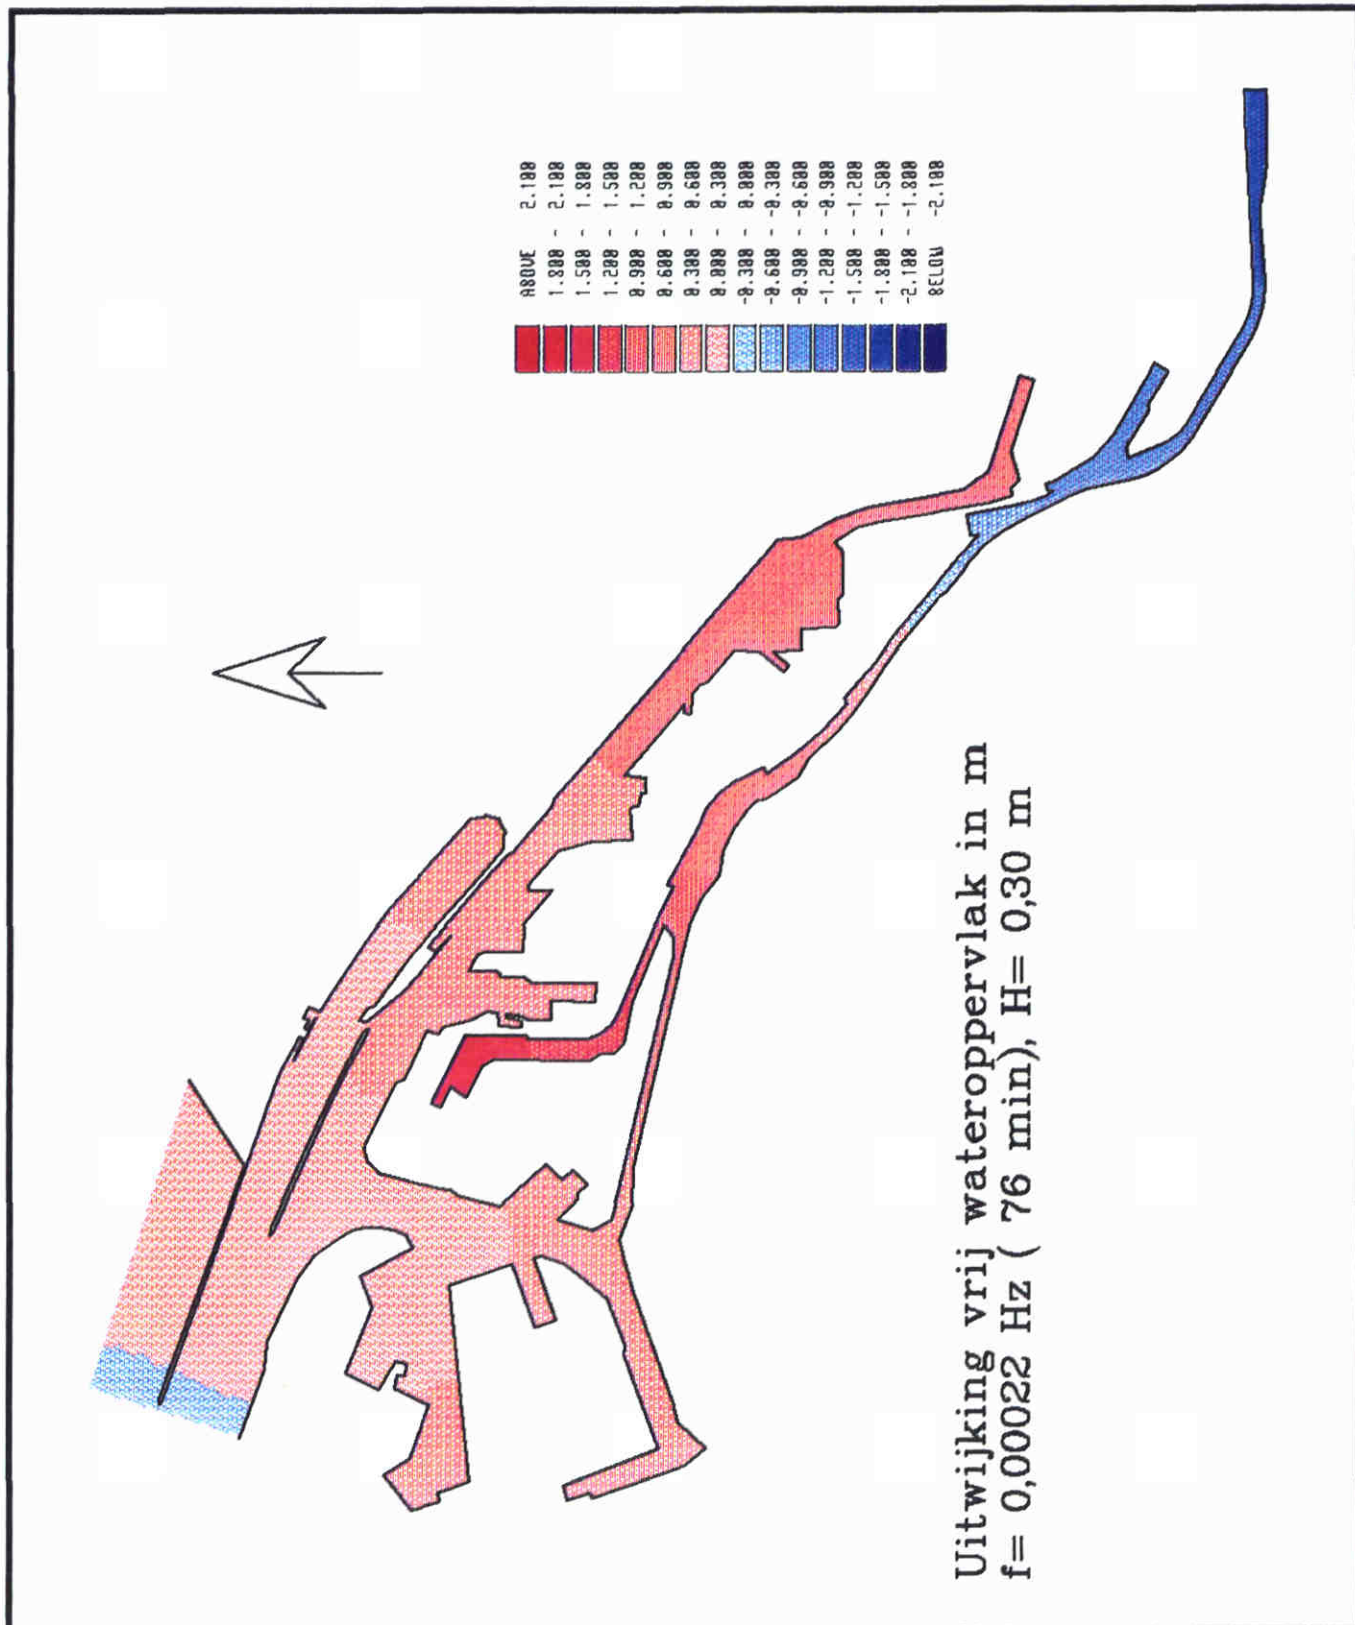 ABOVE 2.100
1.800 - 2.100
1.500 - 1.800
1.200 - 1.500
0.900 - 1.200
0.600 - 0.900
0.300 - 0.600
0.000 - 0.300
-0.300 - 0.000
-0.600 - -0.300
-0.900 - -0.600
-1.200 - -0.900
-1.500 - -1.200
-1.800 - -1.500
-2.100 - -1.800
BELOW -2.100
Uitwijking vrij wateroppervlak in m
f= 0,00022 Hz ( 76 min), H= 0,30 m